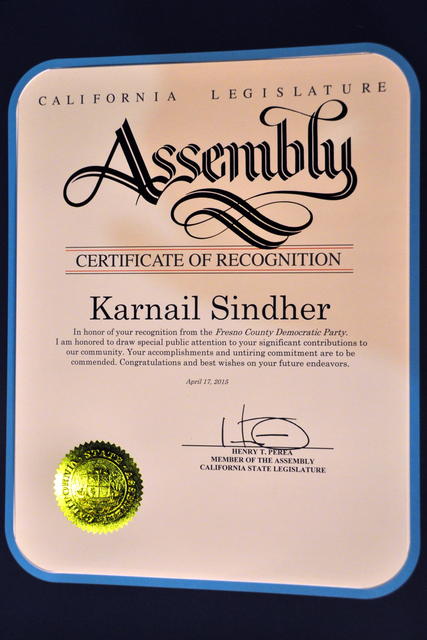 CALIFORNIA LEGISLATURE
Assembly
CERTIFICATE OF RECOGNITION
Karnail Sindher
In honor of your recognition from the Fresno County Democratic Party.
I am honored to draw special public attention to your significant contributions to
our community. Your accomplishments and untiring commitment are to be
commended. Congratulations and best wishes on your future endeavors.
April 17, 2015
HENRY T. PEREA
MEMBER OF THE ASSEMBLY
CALIFORNIA STATE LEGISLATURE
CALIFORNIA STATE ASSEMBLY